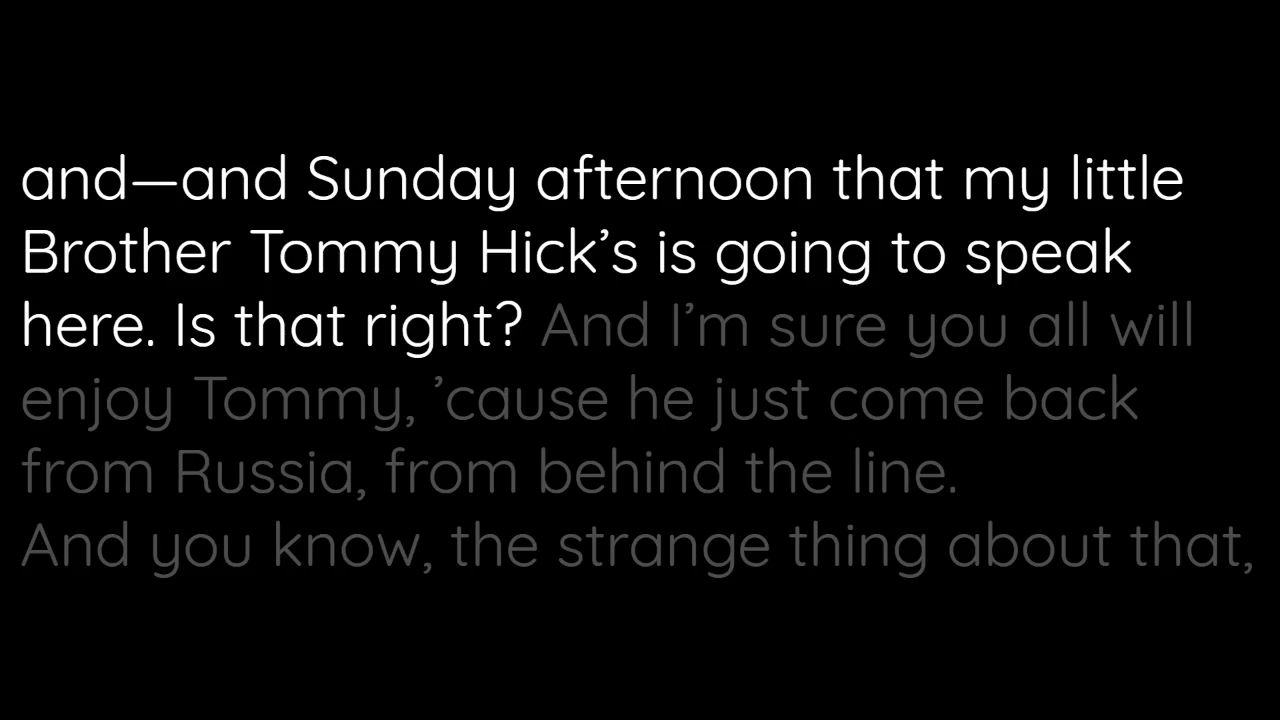 and—and Sunday afternoon that my little
Brother Tommy Hick’s is going to speak
here. Is that right? And I’m sure you all will
enjoy Tommy, ’cause he just come back
from Russia, from behind the line.
And you know, the strange thing about that,